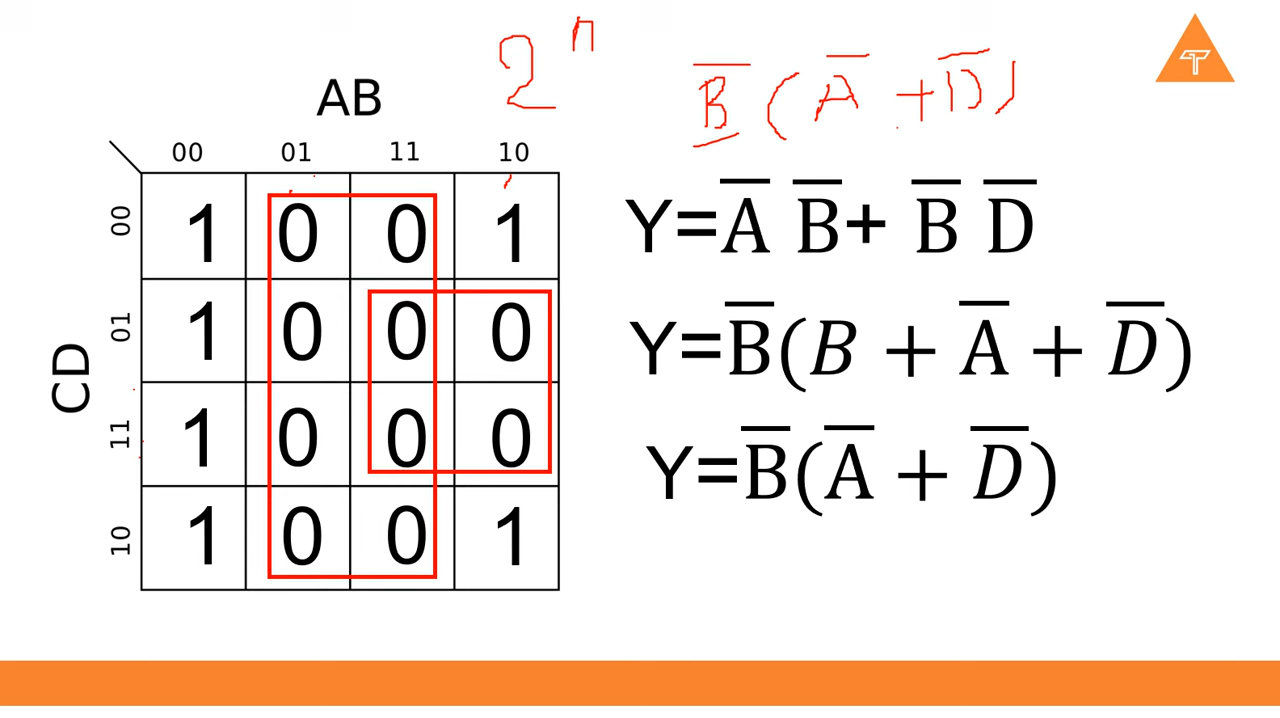 2ⁿ
B̅ (A̅ + D̅)
AB
00 01 11 10
CD
00 1 0 0 1
01 1 0 0 0
11 1 0 0 0
10 1 0 0 1
Y=A̅ B̅+ B̅ D̅
Y=B̅(B + A̅ + D̅)
Y=B̅(A̅ + D̅)